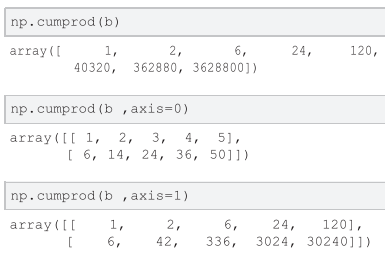 np.cumprod(b)
array([ 1, 2, 6, 24, 120,
40320, 362880, 3628800])
np.cumprod(b ,axis=0)
array([[ 1, 2, 3, 4, 5],
[ 6, 14, 24, 36, 50]])
np.cumprod(b ,axis=1)
array([[ 1, 2, 6, 24, 120],
[ 6, 42, 336, 3024, 30240]])